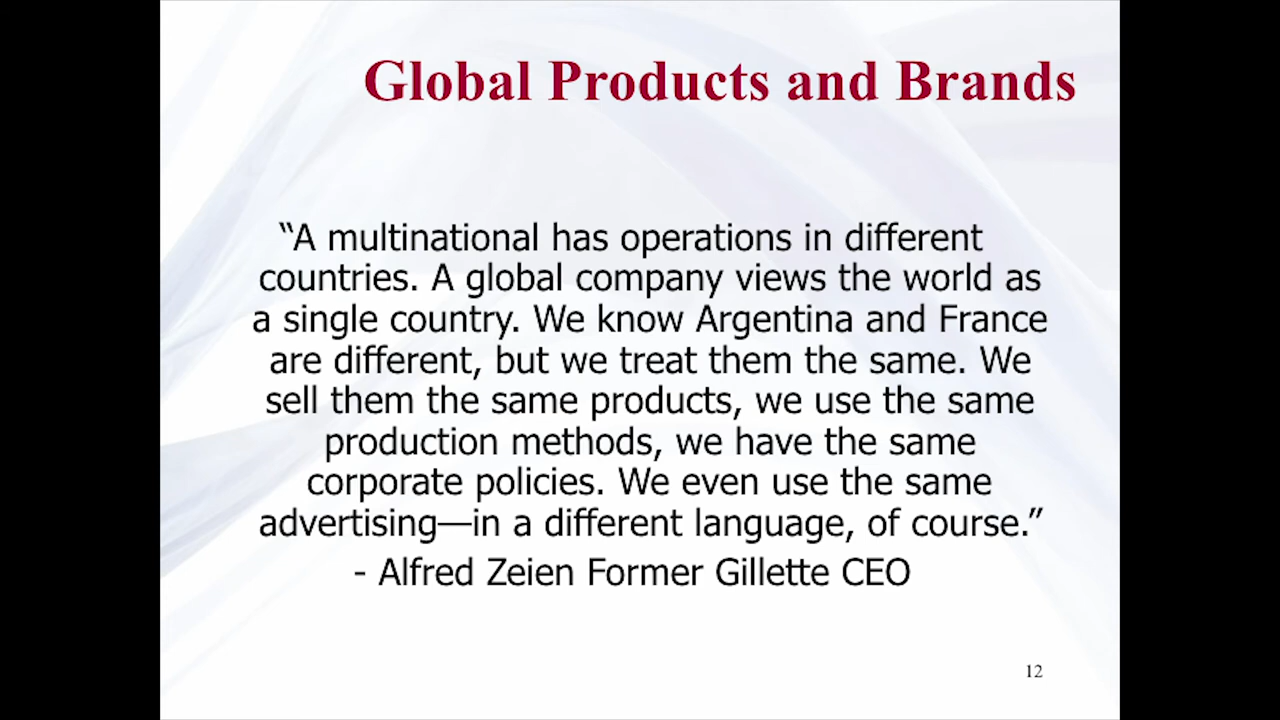 Global Products and Brands
“A multinational has operations in different
countries. A global company views the world as
a single country. We know Argentina and France
are different, but we treat them the same. We
sell them the same products, we use the same
production methods, we have the same
corporate policies. We even use the same
advertising—in a different language, of course.”
- Alfred Zeien Former Gillette CEO
12